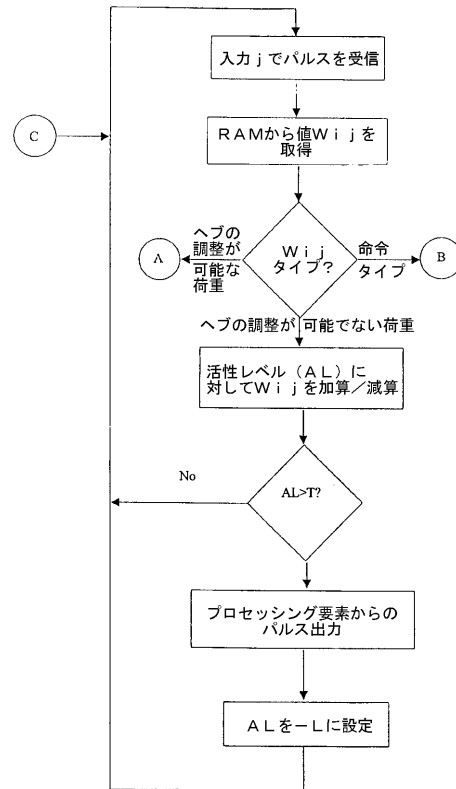 入力ｊでパルスを受信
C
ＲＡＭから値Ｗｉｊを
取得
ヘブの
調整が
可能な
荷重
A
Ｗｉｊ
タイプ？
命令
タイプ
B
ヘブの調整が 可能でない荷重
活性レベル（ＡＬ）に
対してＷｉｊを加算／減算
No
AL>T?
プロセッシング要素からの
パルス出力
ＡＬを－Ｌに設定